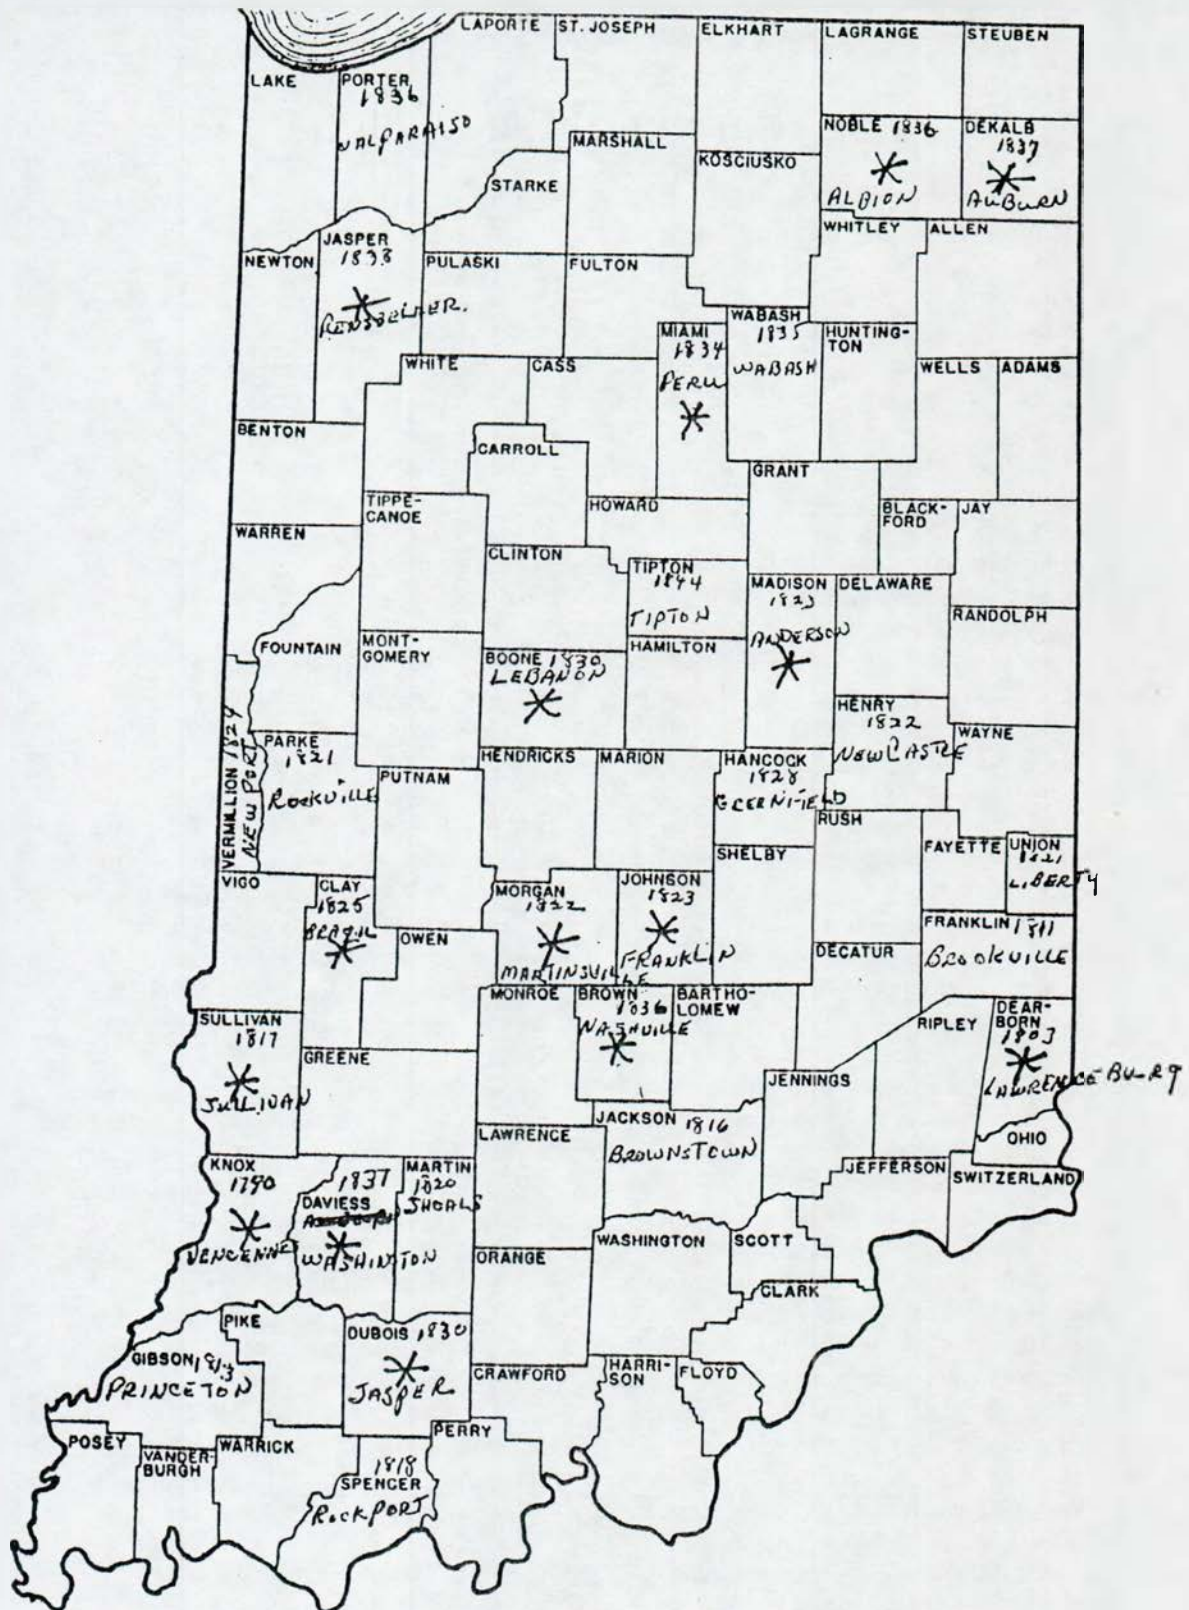 LAPORTE
ST. JOSEPH
ELKHART
LAGRANGE
STEUBEN
LAKE
PORTER
1836
VALPARAISO
NOBLE 1836
ALBION
DEKALB
1837
AUBURN
MARSHALL
KOSCIUSKO
STARKE
WHITLEY
ALLEN
JASPER
1838
RENSSELLER.
NEWTON
PULASKI
FULTON
MIAMI
1834
PERU
WABASH
1835
WABASH
HUNTING-
TON
WHITE
CASS
WELLS
ADAMS
BENTON
CARROLL
GRANT
TIPPE-
CANOE
HOWARD
BLACK-
FORD
JAY
WARREN
CLINTON
TIPTON
1844
TIPTON
MADISON
1823
ANDERSON
DELAWARE
RANDOLPH
FOUNTAIN
MONT-
GOMERY
BOONE 1830
LEBANON
HAMILTON
HENRY
1822
NEWCASTLE
WAYNE
VERMILLION 1824
NEWPORT
PARKE
1821
ROCKVILLE
PUTNAM
HENDRICKS
MARION
HANCOCK
1828
GREENFIELD
RUSH
SHELBY
FAYETTE
UNION
1821
LIBERTY
VIGO
CLAY
1825
BRAZIL
MORGAN
1822
MARTINSVILLE
JOHNSON
1823
FRANKLIN
FRANKLIN 1811
BROOKVILLE
OWEN
DECATUR
MONROE
BROWN
1836
NASHVILLE
BARTHO-
LOMEW
SULLIVAN
1817
SULLIVAN
GREENE
RIPLEY
DEAR-
BORN
1803
LAWRENCEBURG
JENNINGS
JACKSON 1816
BROWNSTOWN
LAWRENCE
OHIO
KNOX
1790
VENCENNES
1837
DAVIESS
WASHINTON
MARTIN
1820
SHOALS
JEFFERSON
SWITZERLAND
ORANGE
WASHINGTON
SCOTT
CLARK
PIKE
DUBOIS 1830
JASPER
GIBSON 1813
PRINCETON
CRAWFORD
HARRI-
SON
FLOYD
POSEY
VANDER-
BURGH
WARRICK
PERRY
1818
SPENCER
ROCKPORT